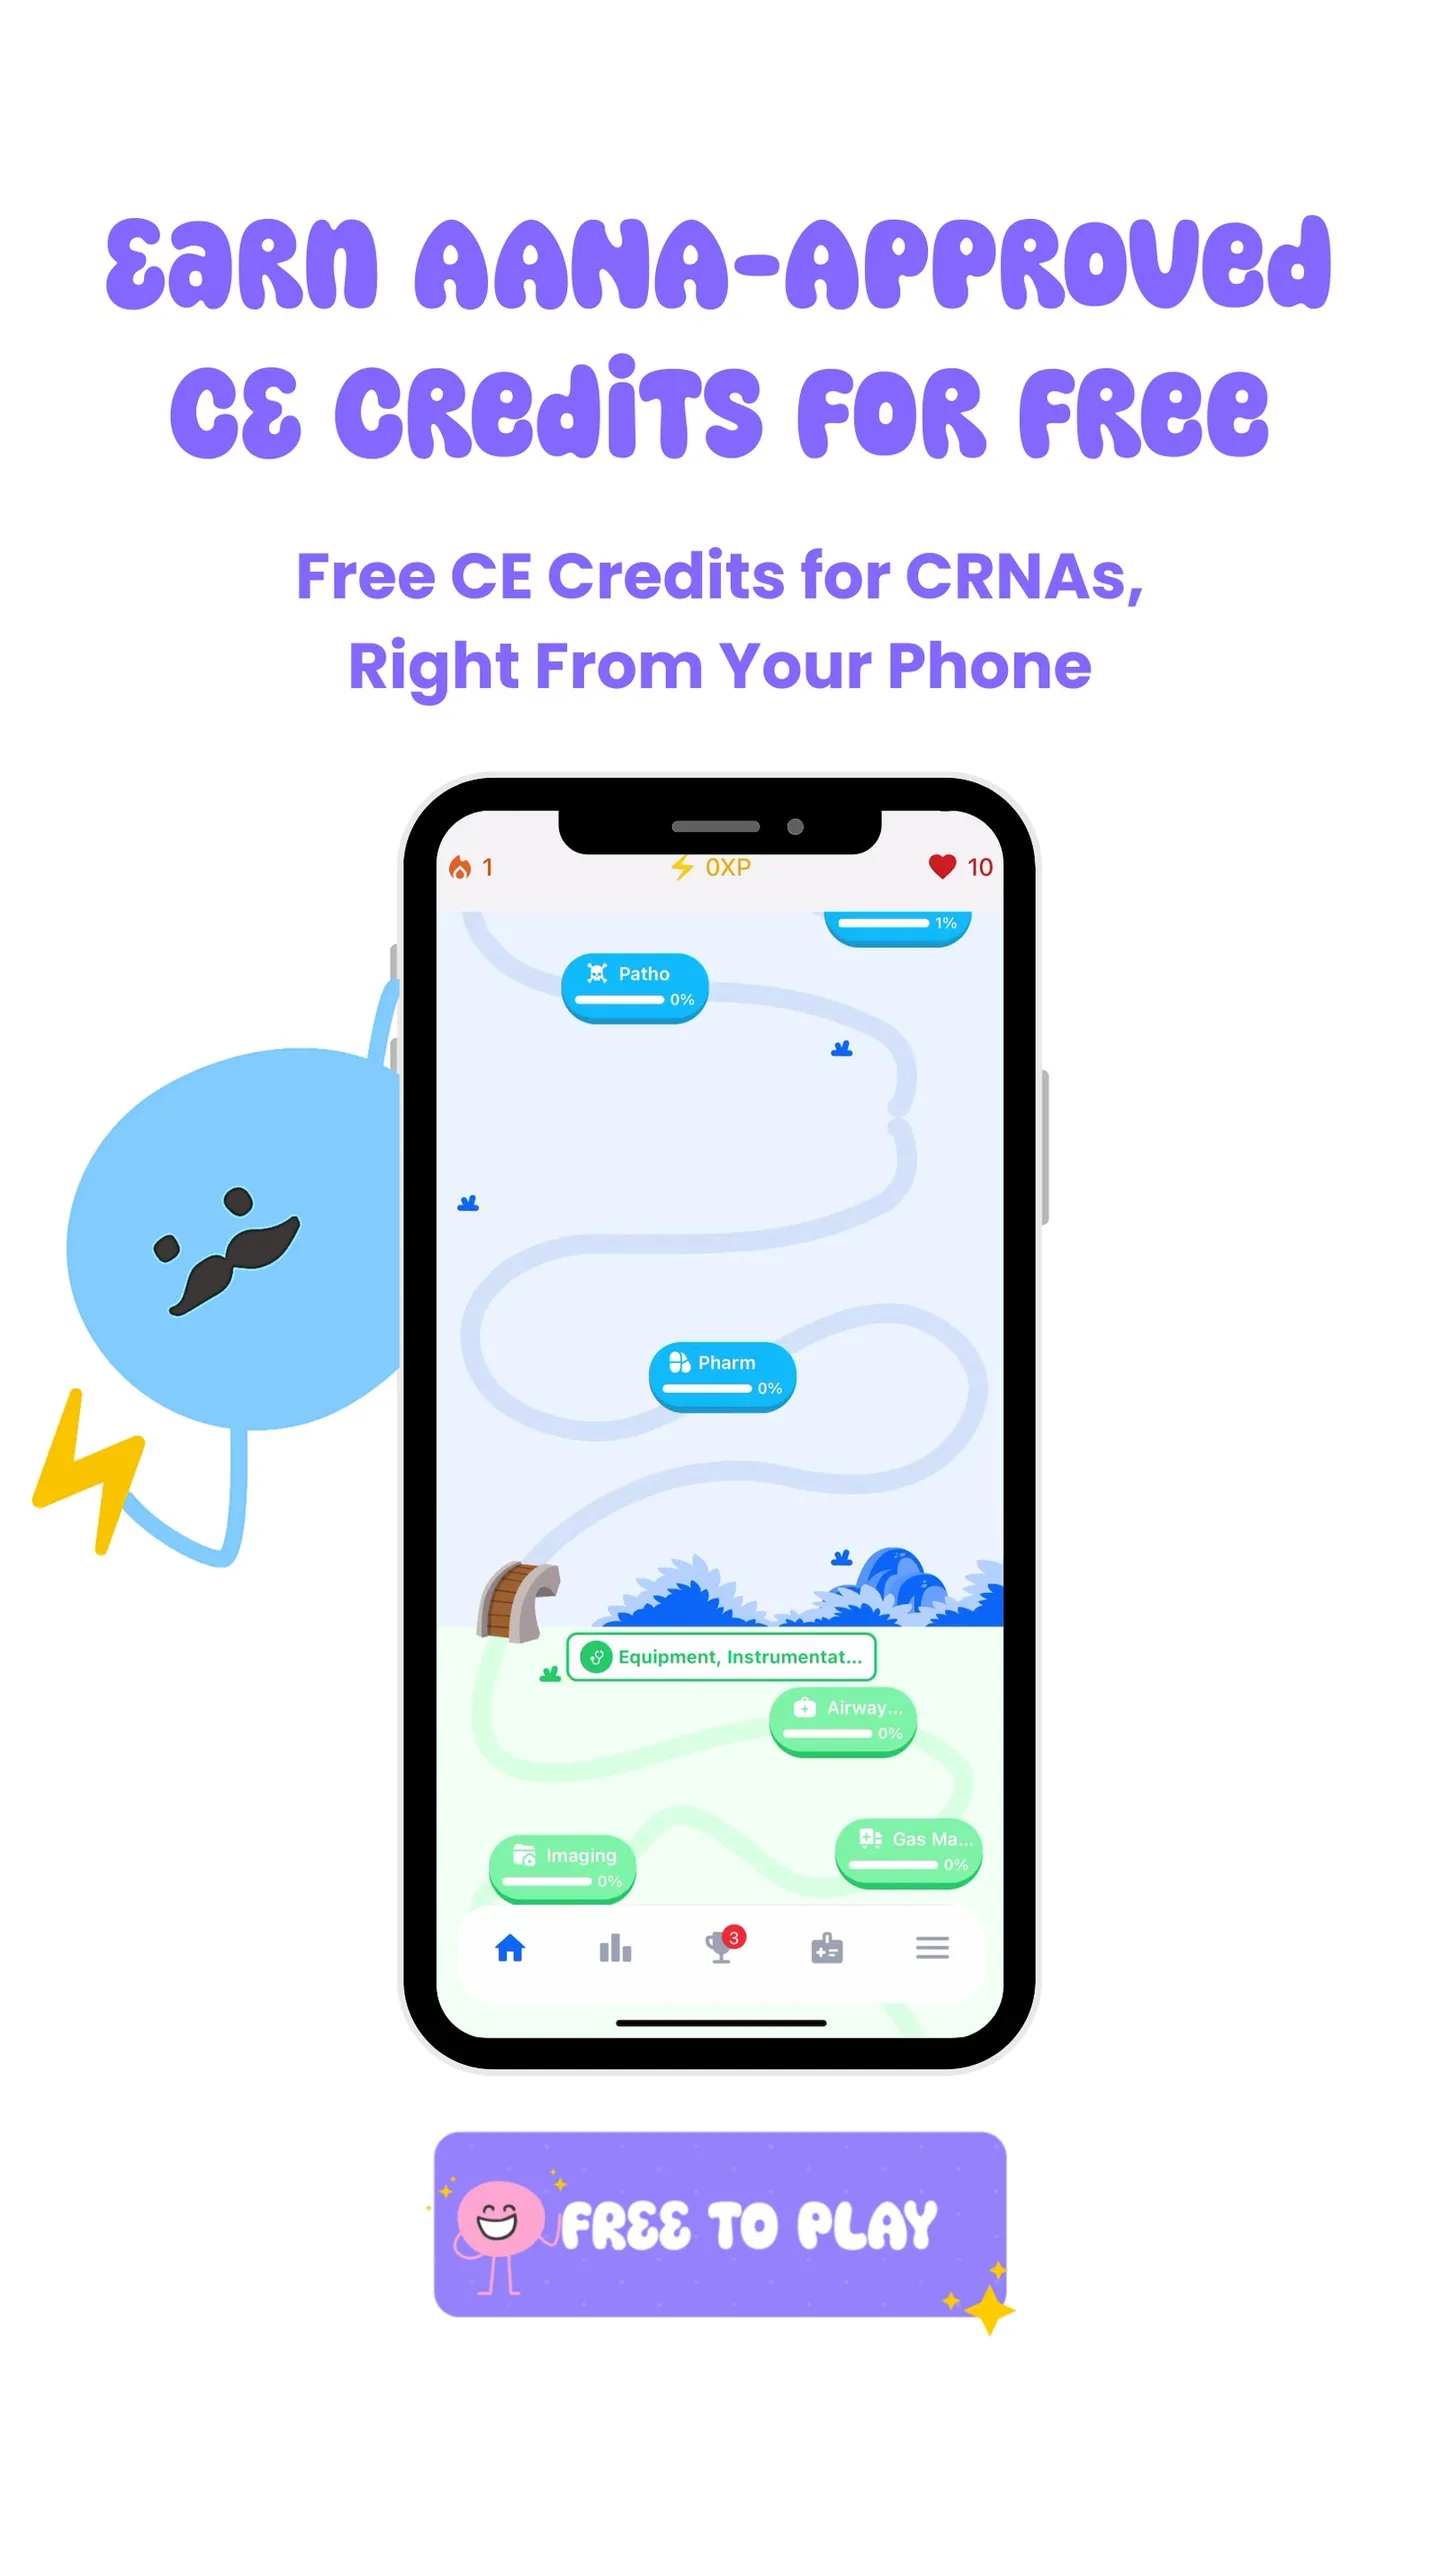 Earn AANA-Approved
CE Credits for Free
Free CE Credits for CRNAs,
Right From Your Phone
1
0XP
10
1%
Patho
0%
Pharm
0%
Equipment, Instrumentat...
Airway...
0%
Gas Ma...
0%
Imaging
0%
3
FREE TO PLAY